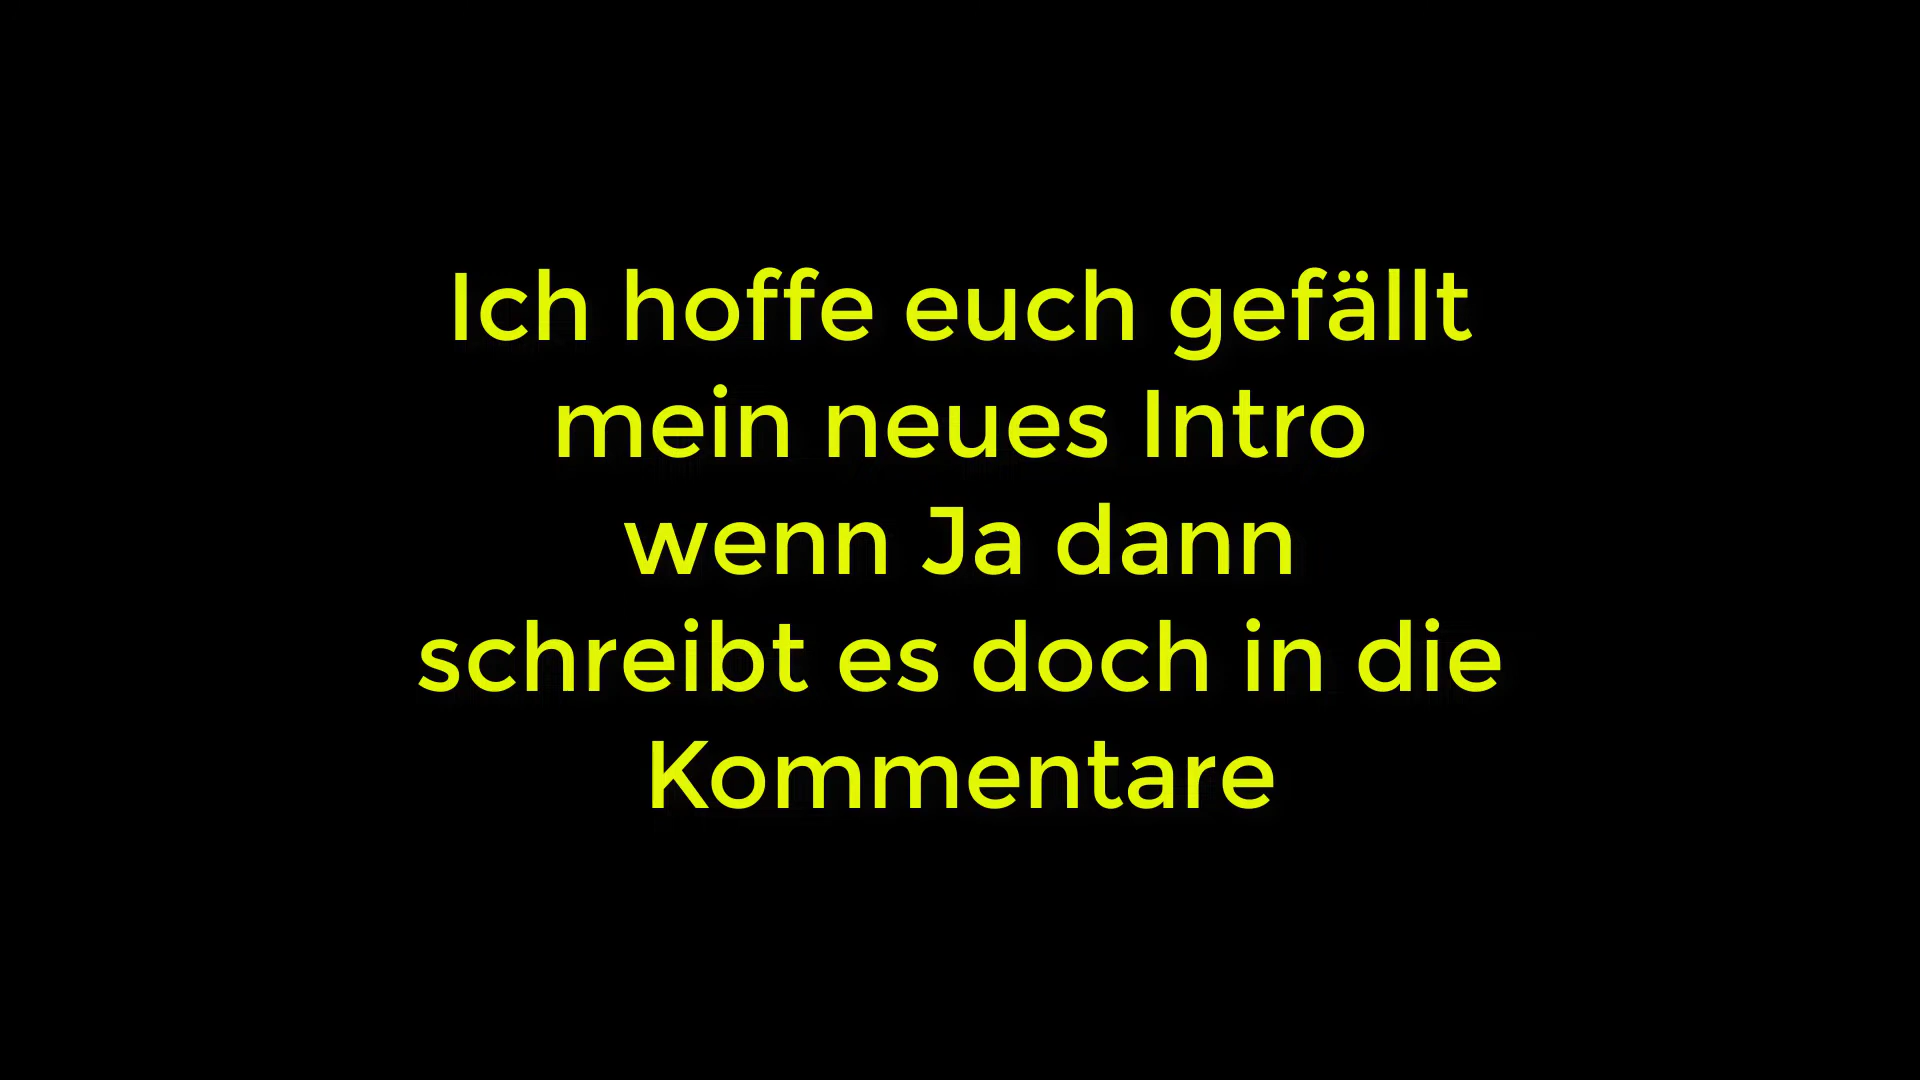 Ich hoffe euch gefällt
mein neues Intro
wenn Ja dann
schreibt es doch in die
Kommentare